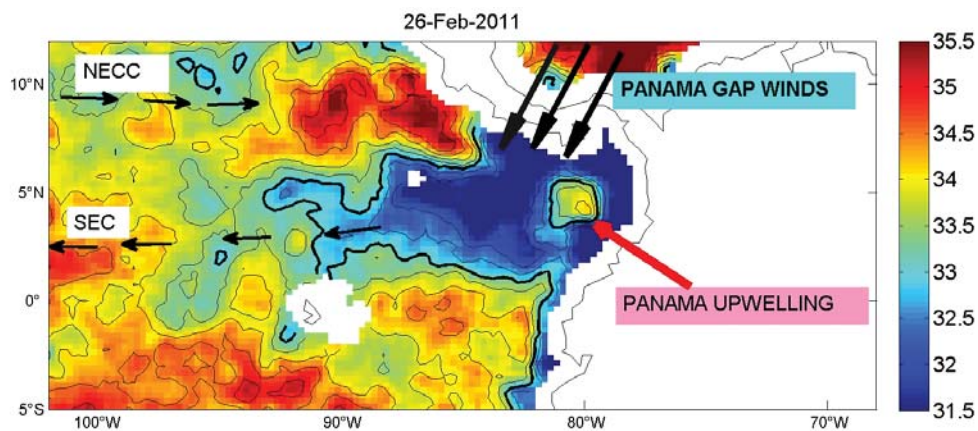 26-Feb-2011
NECC
PANAMA GAP WINDS
SEC
PANAMA UPWELLING
10°N
5°N
0°
5°S
100°W
90°W
80°W
70°W
35.5
35
34.5
34
33.5
33
32.5
32
31.5